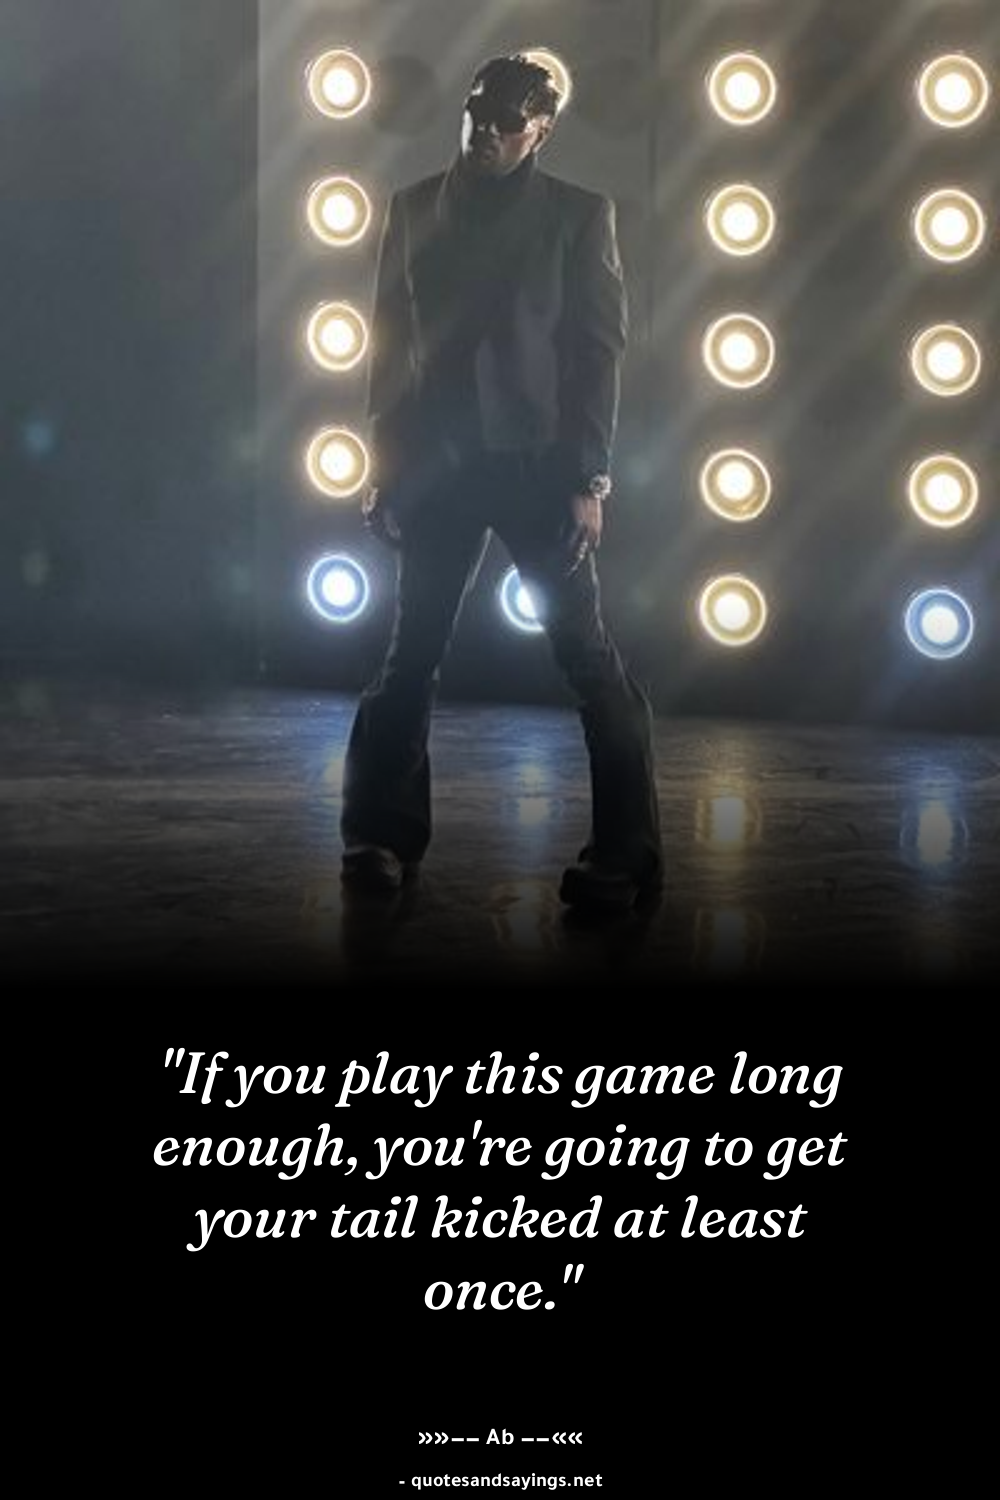 "If you play this game long
enough, you're going to get
your tail kicked at least
once."
»»−− Ab −−««
- quotesandsayings.net